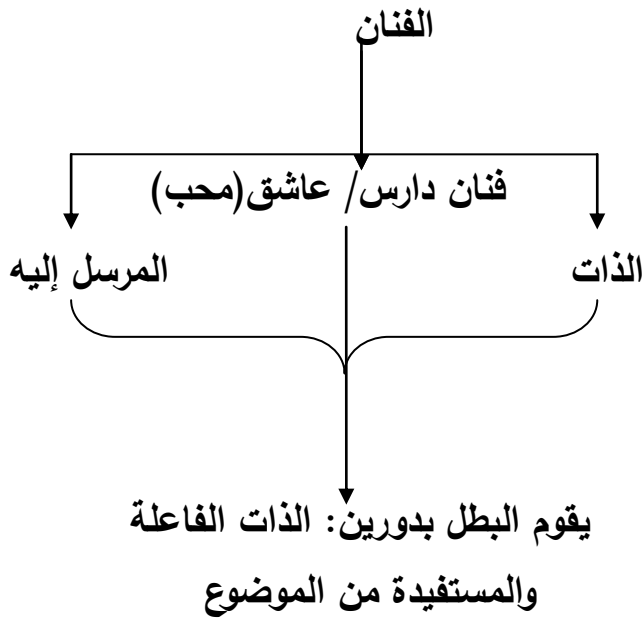 الفنان
فنان دارس/ عاشق(محب)
الذات
المرسل إليه
يقوم البطل بدورين: الذات الفاعلة
والمستفيدة من الموضوع